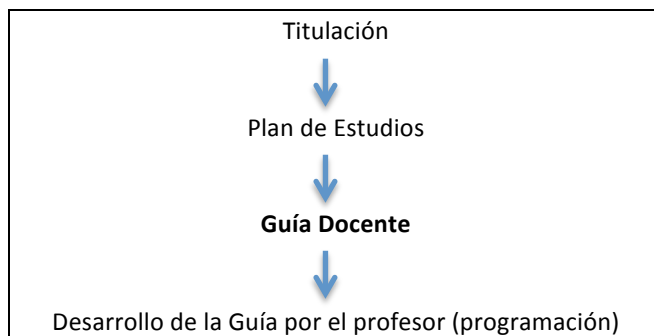 Titulación
Plan de Estudios
Guía Docente
Desarrollo de la Guía por el profesor (programación)